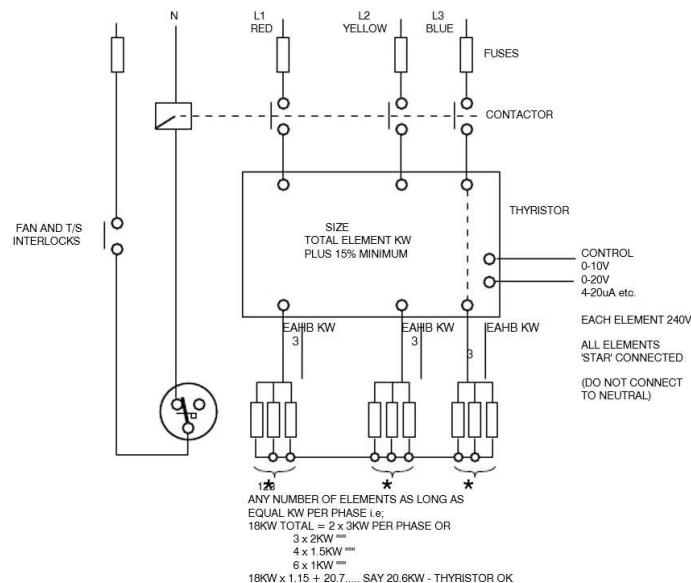 N
L1
RED
L2
YELLOW
L3
BLUE
FUSES
CONTACTOR
THYRISTOR
FAN AND T/S
INTERLOCKS
SIZE
TOTAL ELEMENT KW
PLUS 15% MINIMUM
CONTROL
0-10V
0-20V
4-20uA etc.
EACH ELEMENT 240V
ALL ELEMENTS
'STAR' CONNECTED
(DO NOT CONNECT
TO NEUTRAL)
EAHB KW
3
EAHB KW
3
EAHB KW
3
* * *
123
ANY NUMBER OF ELEMENTS AS LONG AS
EQUAL KW PER PHASE i.e;
18KW TOTAL = 2 x 3KW PER PHASE OR
3 x 2KW """
4 x 1.5KW """
6 x 1KW """
18KW x 1.15 + 20.7..... SAY 20.6KW - THYRISTOR OK